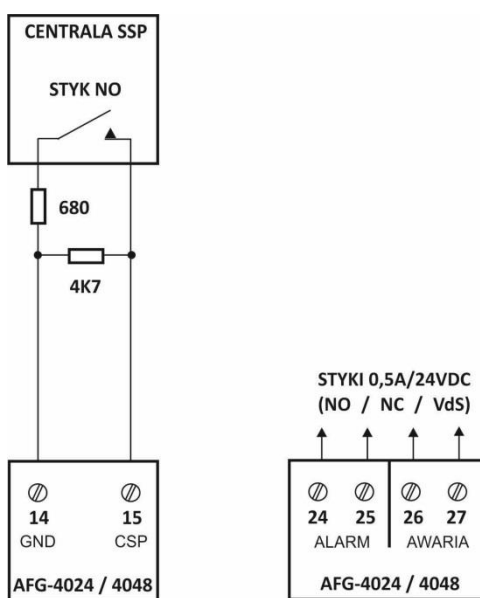 CENTRALA SSP
STYK NO
680
4K7
14 15
GND CSP
AFG-4024 / 4048
STYKI 0,5A/24VDC
(NO / NC / VdS)
24 25 26 27
ALARM AWARIA
AFG-4024 / 4048